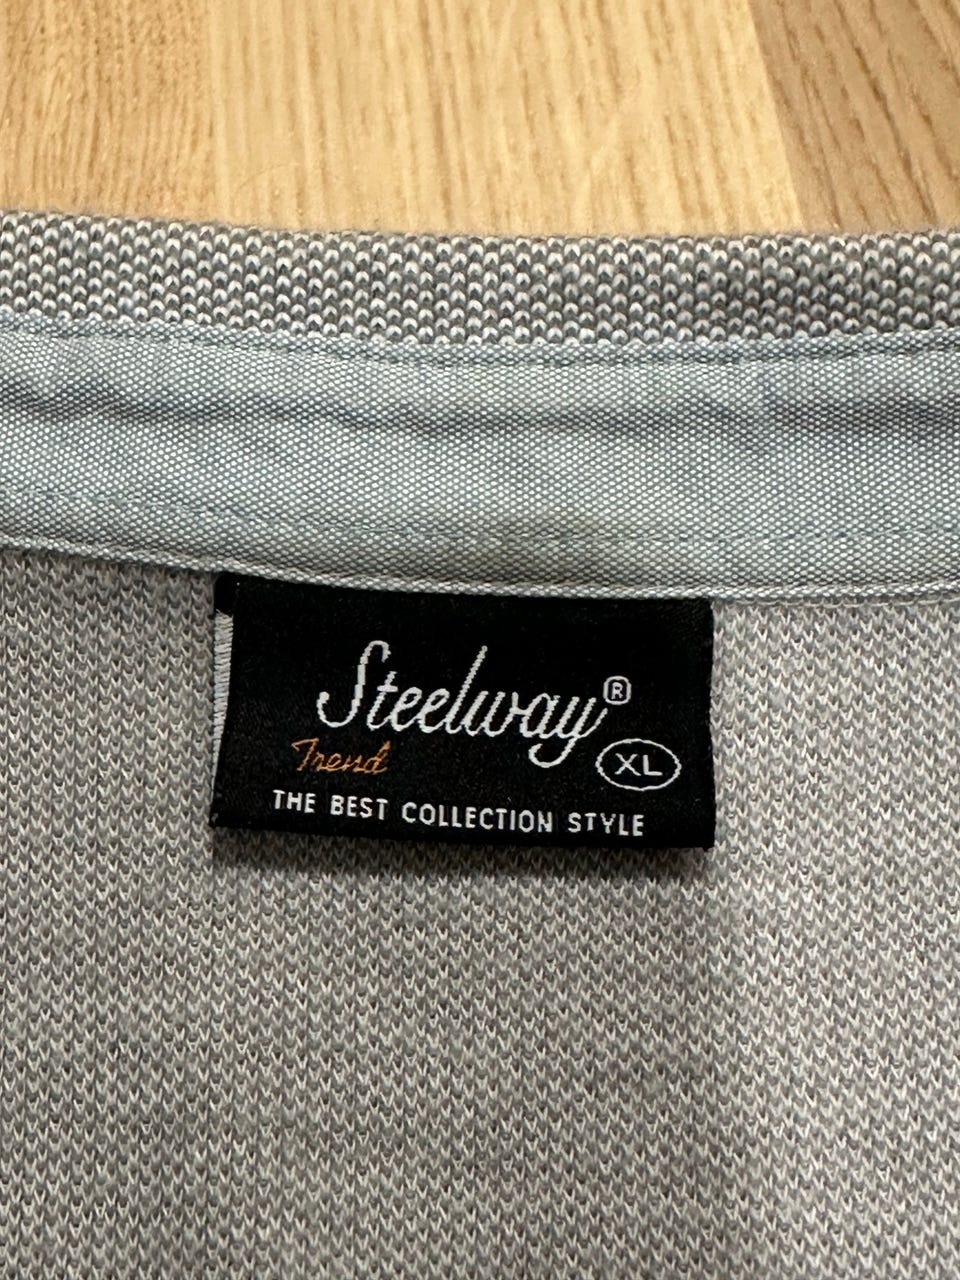 Steelway®
Trend
XL
THE BEST COLLECTION STYLE